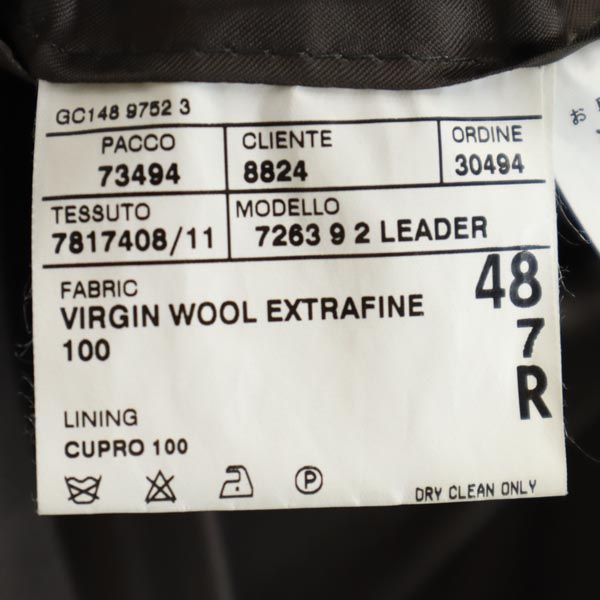 GC148 9752 3
PACCO
73494
CLIENTE
8824
ORDINE
30494
TESSUTO
7817408/11
MODELLO
7263 9 2 LEADER
FABRIC
VIRGIN WOOL EXTRAFINE
100
48
7
R
LINING
CUPRO 100
P
DRY CLEAN ONLY
お